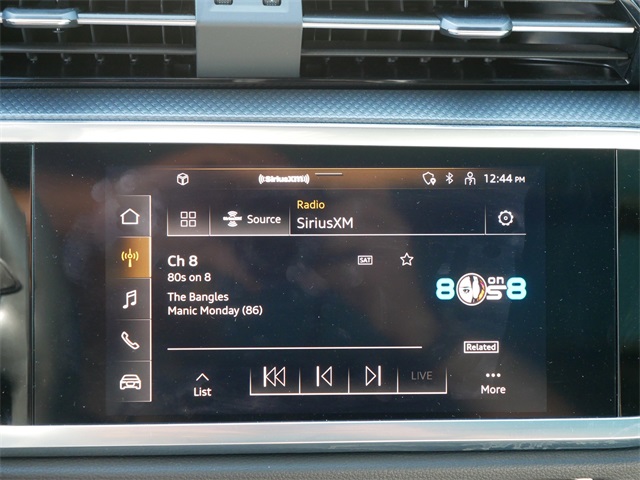 ((SiriusXM))
12:44 PM
Radio
Source
SiriusXM
Ch 8
SAT
80s on 8
80s on 8
The Bangles
Manic Monday (86)
Related
List
LIVE
More